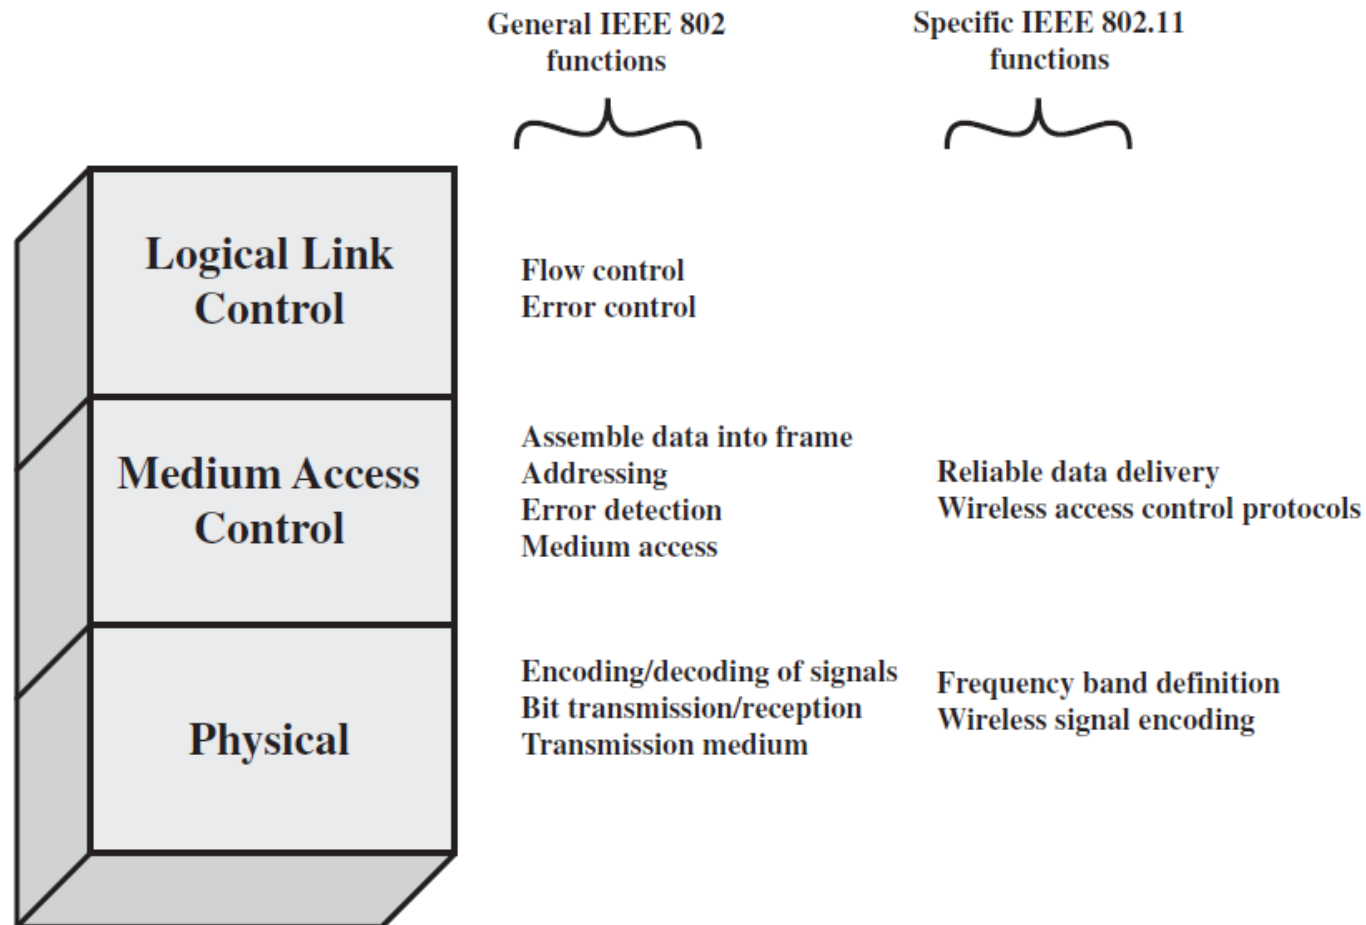 General IEEE 802
functions
Specific IEEE 802.11
functions
Logical Link
Control
Flow control
Error control
Medium Access
Control
Assemble data into frame
Addressing
Error detection
Medium access
Reliable data delivery
Wireless access control protocols
Physical
Encoding/decoding of signals
Bit transmission/reception
Transmission medium
Frequency band definition
Wireless signal encoding